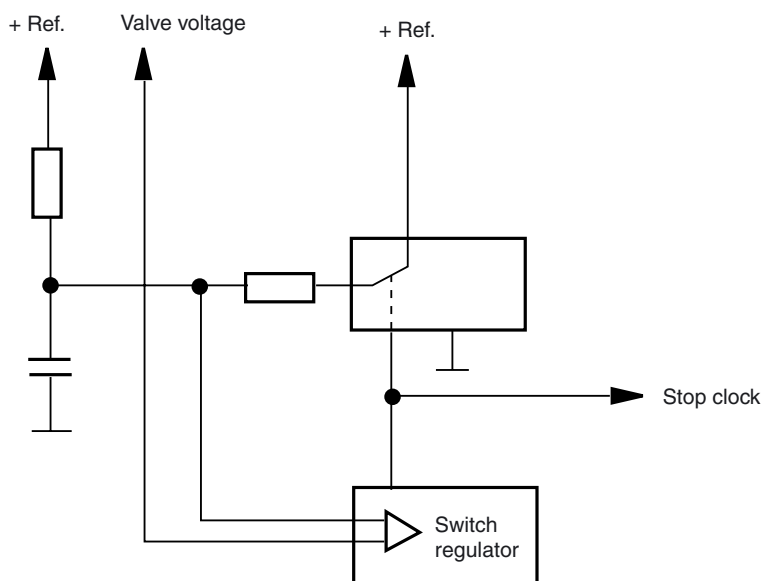 + Ref.
Valve voltage
+ Ref.
Stop clock
Switch
regulator